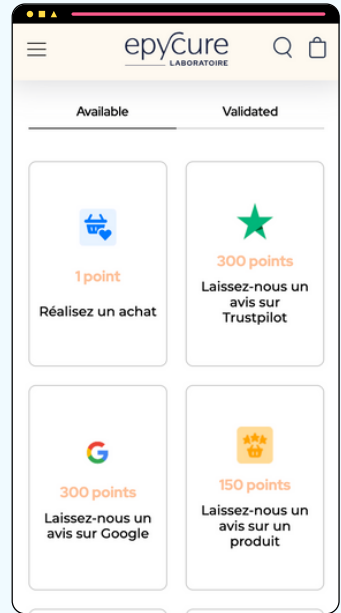 epycure
LABORATOIRE
Available
Validated
1 point
Réalisez un achat
300 points
Laissez-nous un
avis sur
Trustpilot
300 points
Laissez-nous un
avis sur Google
150 points
Laissez-nous un
avis sur un
produit